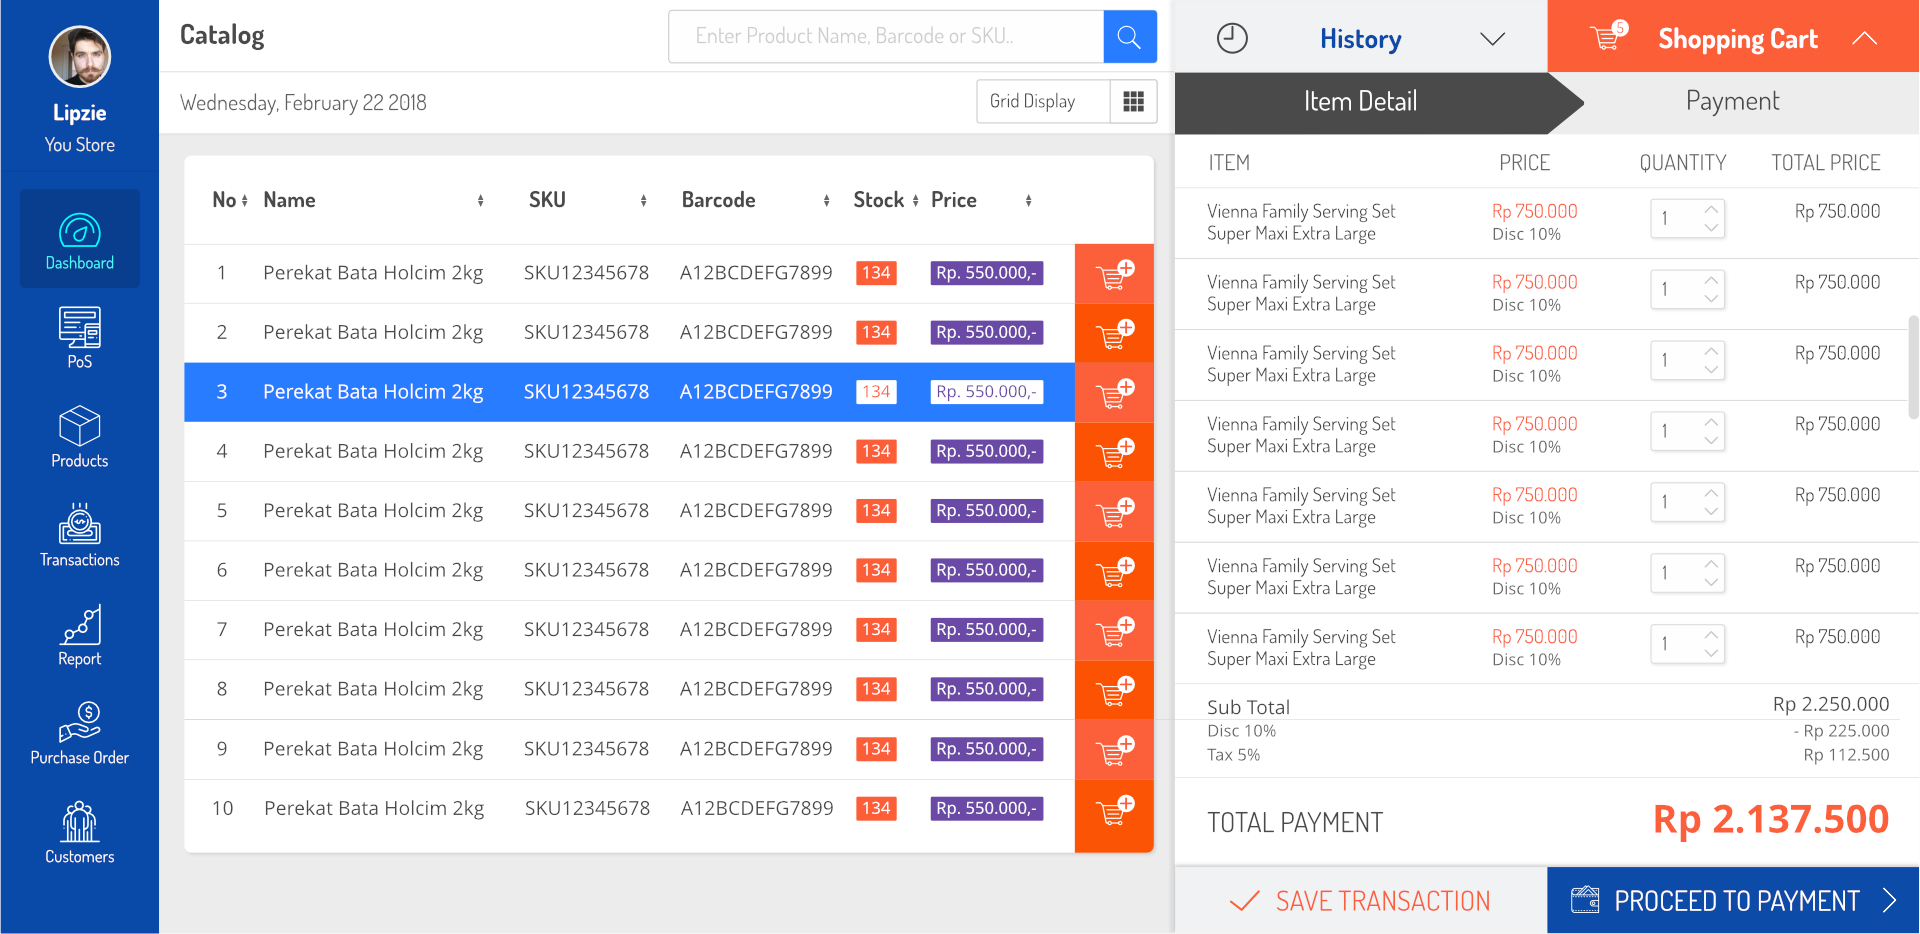 Lipzie
You Store
Dashboard
PoS
Products
Transactions
Report
Purchase Order
Customers
Catalog
Enter Product Name, Barcode or SKU..
Wednesday, February 22 2018
Grid Display
No Name SKU Barcode Stock Price
1 Perekat Bata Holcim 2kg SKU12345678 A12BCDEFG7899 134 Rp. 550.000,-
2 Perekat Bata Holcim 2kg SKU12345678 A12BCDEFG7899 134 Rp. 550.000,-
3 Perekat Bata Holcim 2kg SKU12345678 A12BCDEFG7899 134 Rp. 550.000,-
4 Perekat Bata Holcim 2kg SKU12345678 A12BCDEFG7899 134 Rp. 550.000,-
5 Perekat Bata Holcim 2kg SKU12345678 A12BCDEFG7899 134 Rp. 550.000,-
6 Perekat Bata Holcim 2kg SKU12345678 A12BCDEFG7899 134 Rp. 550.000,-
7 Perekat Bata Holcim 2kg SKU12345678 A12BCDEFG7899 134 Rp. 550.000,-
8 Perekat Bata Holcim 2kg SKU12345678 A12BCDEFG7899 134 Rp. 550.000,-
9 Perekat Bata Holcim 2kg SKU12345678 A12BCDEFG7899 134 Rp. 550.000,-
10 Perekat Bata Holcim 2kg SKU12345678 A12BCDEFG7899 134 Rp. 550.000,-
History
5 Shopping Cart
Item Detail
Payment
ITEM PRICE QUANTITY TOTAL PRICE
Vienna Family Serving Set Rp 750.000 1 Rp 750.000
Super Maxi Extra Large Disc 10%
Vienna Family Serving Set Rp 750.000 1 Rp 750.000
Super Maxi Extra Large Disc 10%
Vienna Family Serving Set Rp 750.000 1 Rp 750.000
Super Maxi Extra Large Disc 10%
Vienna Family Serving Set Rp 750.000 1 Rp 750.000
Super Maxi Extra Large Disc 10%
Vienna Family Serving Set Rp 750.000 1 Rp 750.000
Super Maxi Extra Large Disc 10%
Vienna Family Serving Set Rp 750.000 1 Rp 750.000
Super Maxi Extra Large Disc 10%
Vienna Family Serving Set Rp 750.000 1 Rp 750.000
Super Maxi Extra Large Disc 10%
Sub Total Rp 2.250.000
Disc 10% - Rp 225.000
Tax 5% Rp 112.500
TOTAL PAYMENT Rp 2.137.500
SAVE TRANSACTION
PROCEED TO PAYMENT